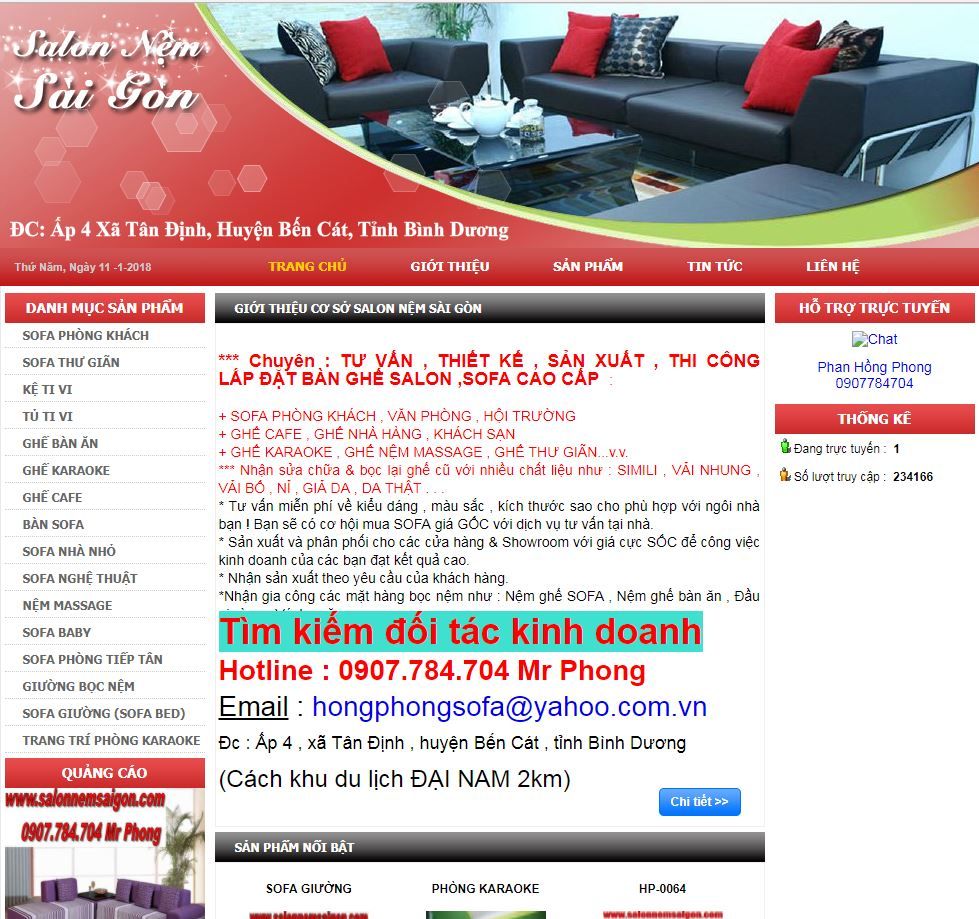 Salon Nệm
Sài Gòn
ĐC: Ấp 4 Xã Tân Định, Huyện Bến Cát, Tỉnh Bình Dương
Thứ Năm, Ngày 11 -1-2018
TRANG CHỦ
GIỚI THIỆU
SẢN PHẨM
TIN TỨC
LIÊN HỆ
DANH MỤC SẢN PHẨM
SOFA PHÒNG KHÁCH
SOFA THƯ GIÃN
KỆ TI VI
TỦ TI VI
GHẾ BÀN ĂN
GHẾ KARAOKE
GHẾ CAFE
BÀN SOFA
SOFA NHÀ NHỎ
SOFA NGHỆ THUẬT
NỆM MASSAGE
SOFA BABY
SOFA PHÒNG TIẾP TÂN
GIƯỜNG BỌC NỆM
SOFA GIƯỜNG (SOFA BED)
TRANG TRÍ PHÒNG KARAOKE
QUẢNG CÁO
www.salonnemsaigon.com
0907.784.704 Mr Phong
GIỚI THIỆU CƠ SỞ SALON NỆM SÀI GÒN
*** Chuyên : TƯ VẤN , THIẾT KẾ , SẢN XUẤT , THI CÔNG
LẮP ĐẶT BÀN GHẾ SALON ,SOFA CAO CẤP :
+ SOFA PHÒNG KHÁCH , VĂN PHÒNG , HỘI TRƯỜNG
+ GHẾ CAFE , GHẾ NHÀ HÀNG , KHÁCH SẠN
+ GHẾ KARAOKE , GHẾ NỆM MASSAGE , GHẾ THƯ GIÃN...v.v.
*** Nhận sửa chữa & bọc lại ghế cũ với nhiều chất liệu như : SIMILI , VẢI NHUNG ,
VẢI BỐ , NỈ , GIẢ DA , DA THẬT . . .
* Tư vấn miễn phí về kiểu dáng , màu sắc , kích thước sao cho phù hợp với ngôi nhà
bạn ! Bạn sẽ có cơ hội mua SOFA giá GỐC với dịch vụ tư vấn tại nhà.
* Sản xuất và phân phối cho các cửa hàng & Showroom với giá cực SỐC để công việc
kinh doanh của các bạn đạt kết quả cao.
* Nhận sản xuất theo yêu cầu của khách hàng.
*Nhận gia công các mặt hàng bọc nệm như : Nệm ghế SOFA , Nệm ghế bàn ăn , Đầu
Tìm kiếm đối tác kinh doanh
Hotline : 0907.784.704 Mr Phong
Email : hongphongsofa@yahoo.com.vn
Đc : Ấp 4 , xã Tân Định , huyện Bến Cát , tỉnh Bình Dương
(Cách khu du lịch ĐẠI NAM 2km)
Chi tiết >>
SẢN PHẨM NỔI BẬT
SOFA GIƯỜNG
PHÒNG KARAOKE
HP-0064
HỖ TRỢ TRỰC TUYẾN
Chat
Phan Hồng Phong
0907784704
THỐNG KÊ
Đang trực tuyến : 1
Số lượt truy cập : 234166